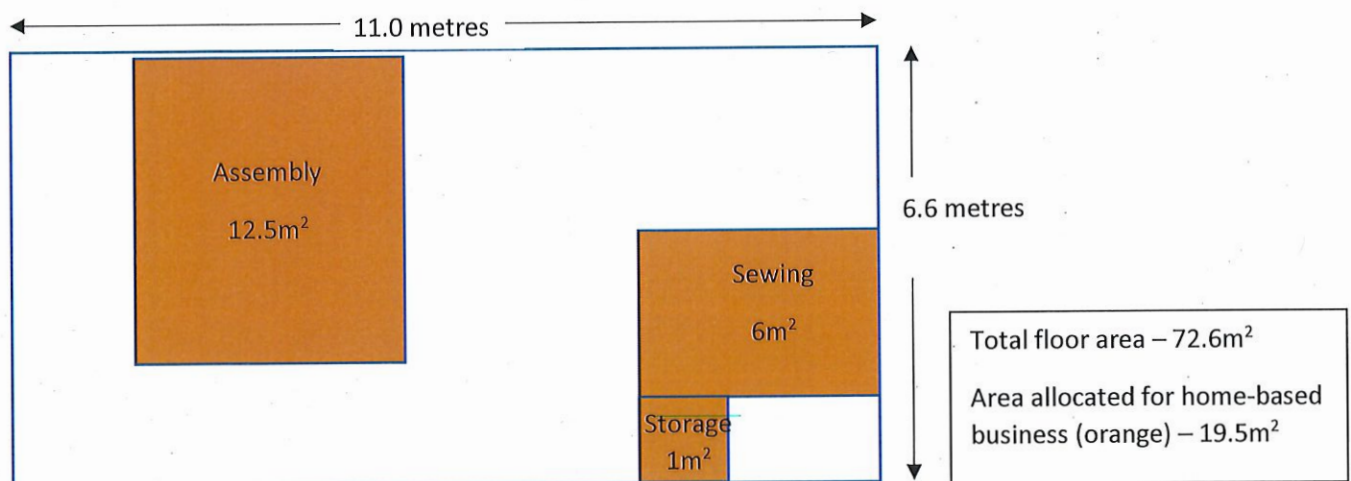 11.0 metres
Assembly
12.5m²
6.6 metres
Sewing
6m²
Total floor area – 72.6m²
Area allocated for home-based
business (orange) – 19.5m²
Storage
1m²